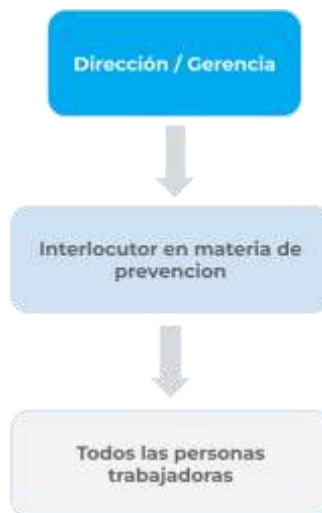 Dirección / Gerencia
Interlocutor en materia de
prevencion
Todos las personas
trabajadoras